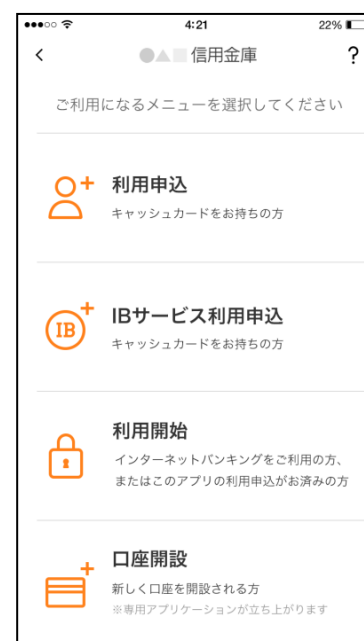 4:21
22%
●▲■信用金庫
?
ご利用になるメニューを選択してください
利用申込
キャッシュカードをお持ちの方
IB
IBサービス利用申込
キャッシュカードをお持ちの方
利用開始
インターネットバンキングをご利用の方、
またはこのアプリの利用申込がお済みの方
口座開設
新しく口座を開設される方
※専用アプリケーションが立ち上がります